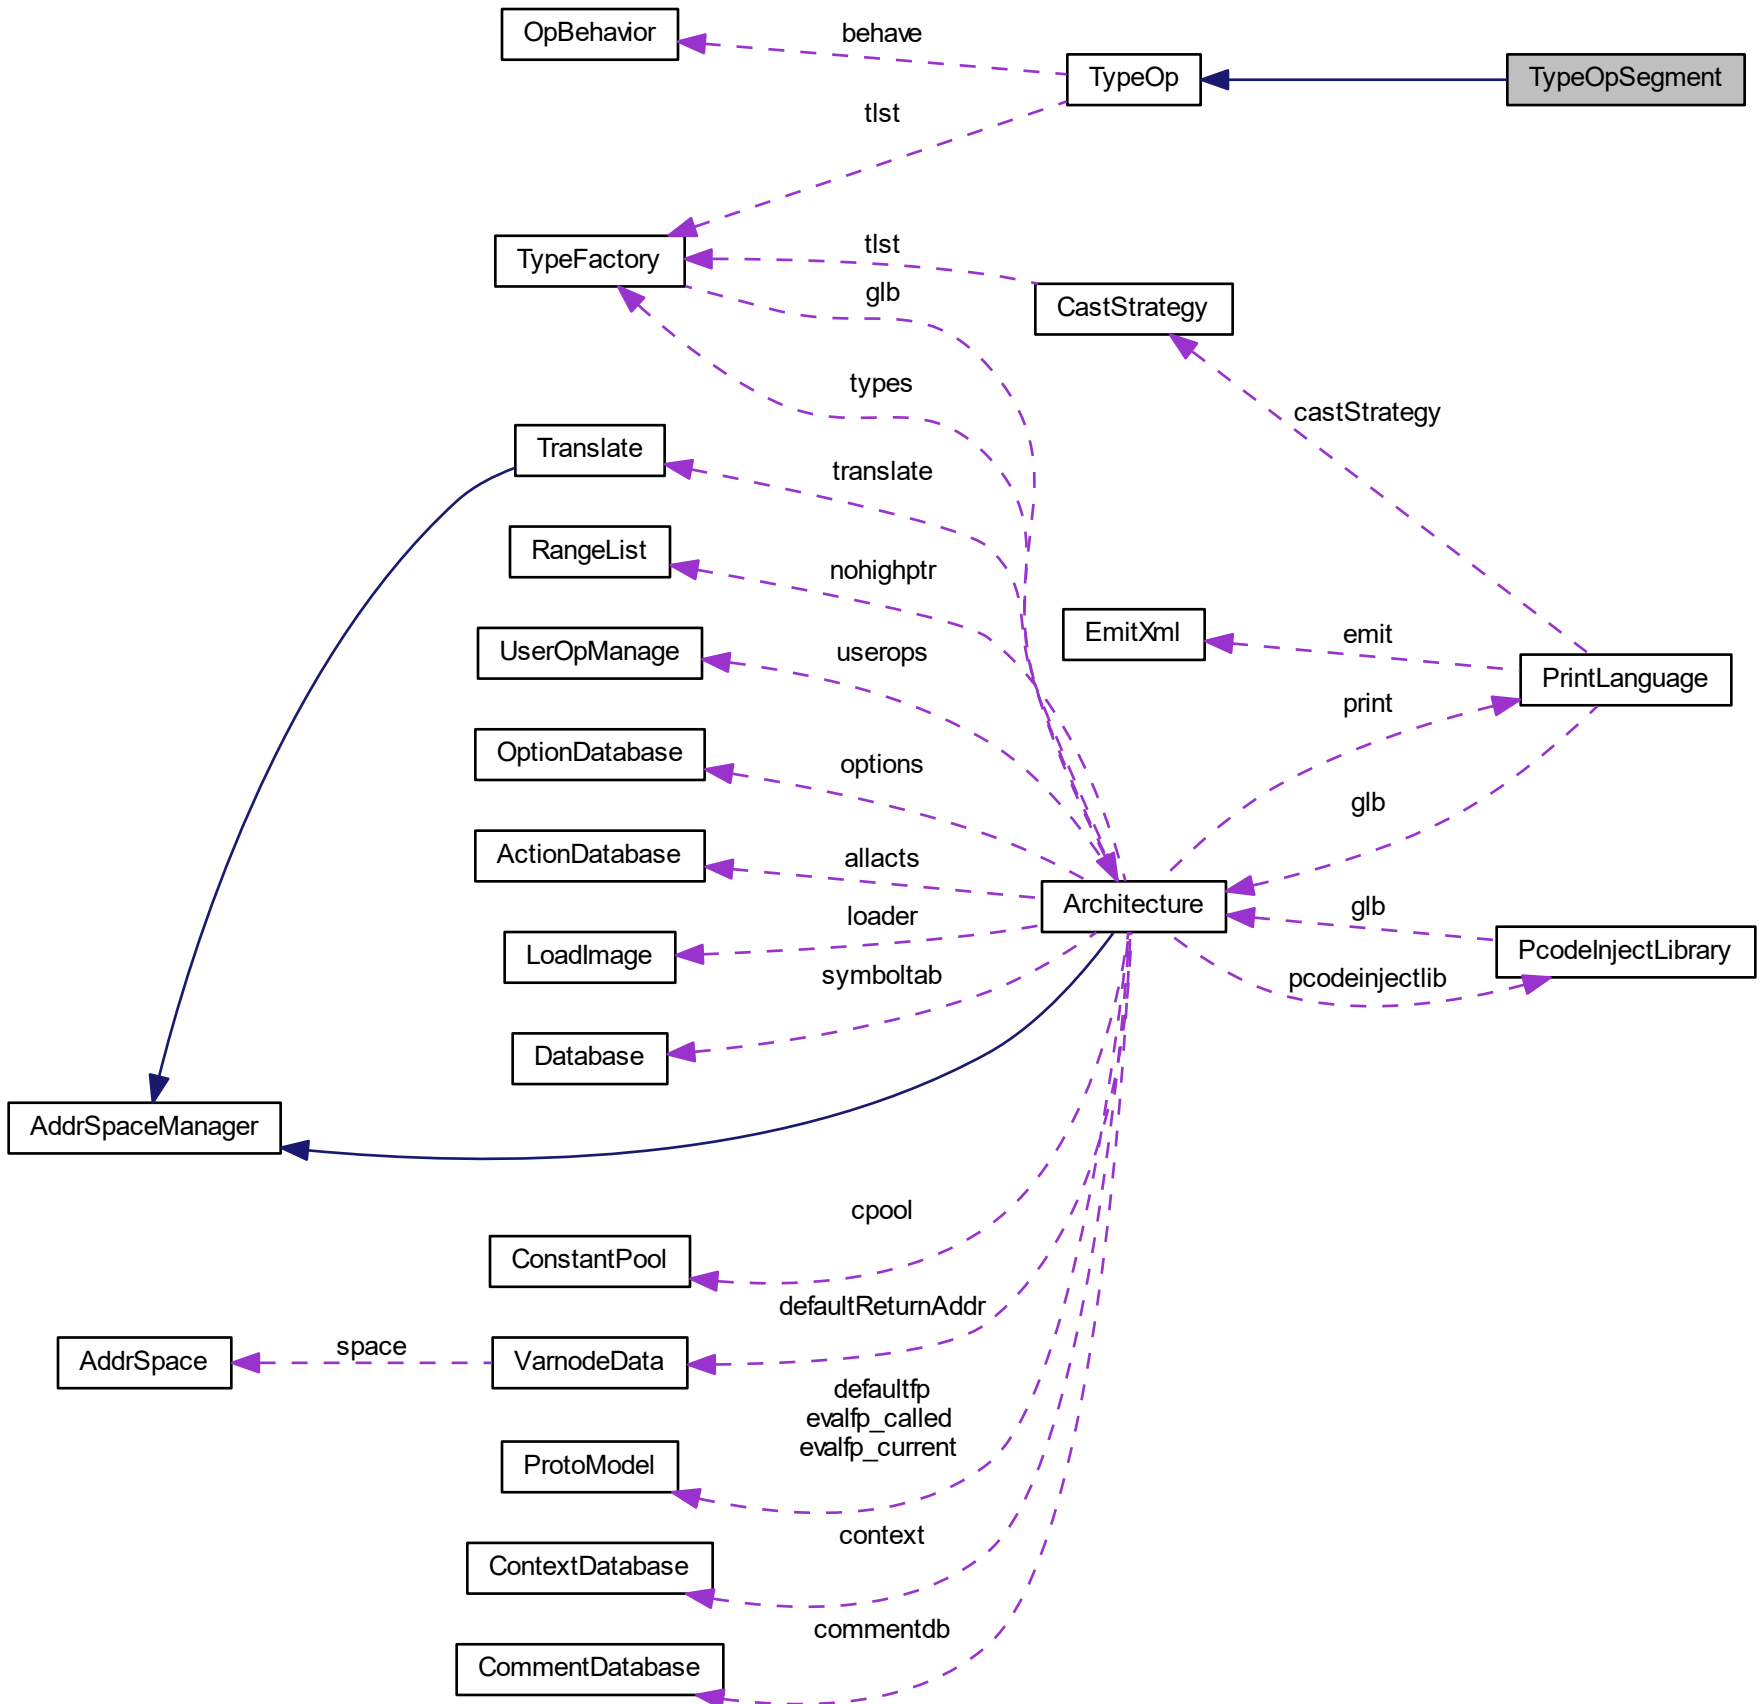 OpBehavior
behave
TypeOp
TypeOpSegment
tlst
TypeFactory
tlst
glb
CastStrategy
types
castStrategy
Translate
translate
RangeList
nohighptr
EmitXml
emit
UserOpManage
userops
PrintLanguage
print
OptionDatabase
options
glb
ActionDatabase
allacts
Architecture
glb
LoadImage
loader
PcodeInjectLibrary
symboltab
pcodeinjectlib
Database
AddrSpaceManager
cpool
ConstantPool
defaultReturnAddr
AddrSpace
space
VarnodeData
defaultfp
evalfp_called
evalfp_current
ProtoModel
context
ContextDatabase
commentdb
CommentDatabase